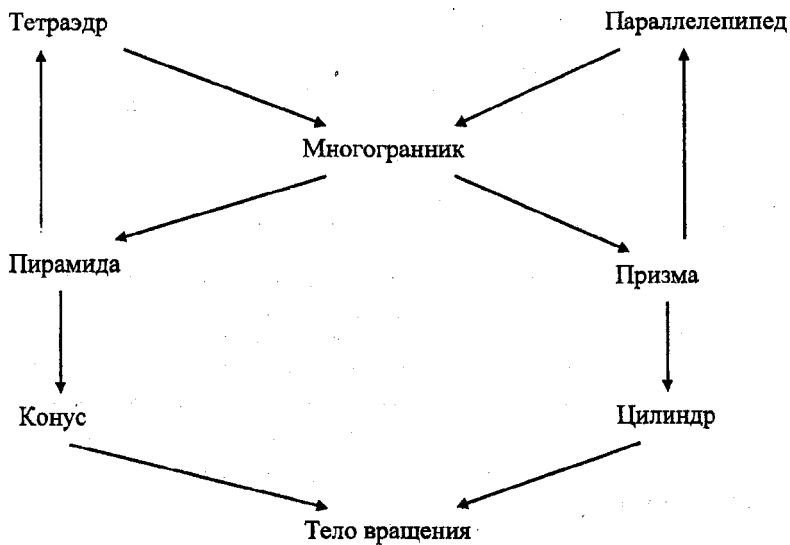 Тетраэдр
Параллелепипед
Многогранник
Пирамида
Призма
Конус
Цилиндр
Тело вращения